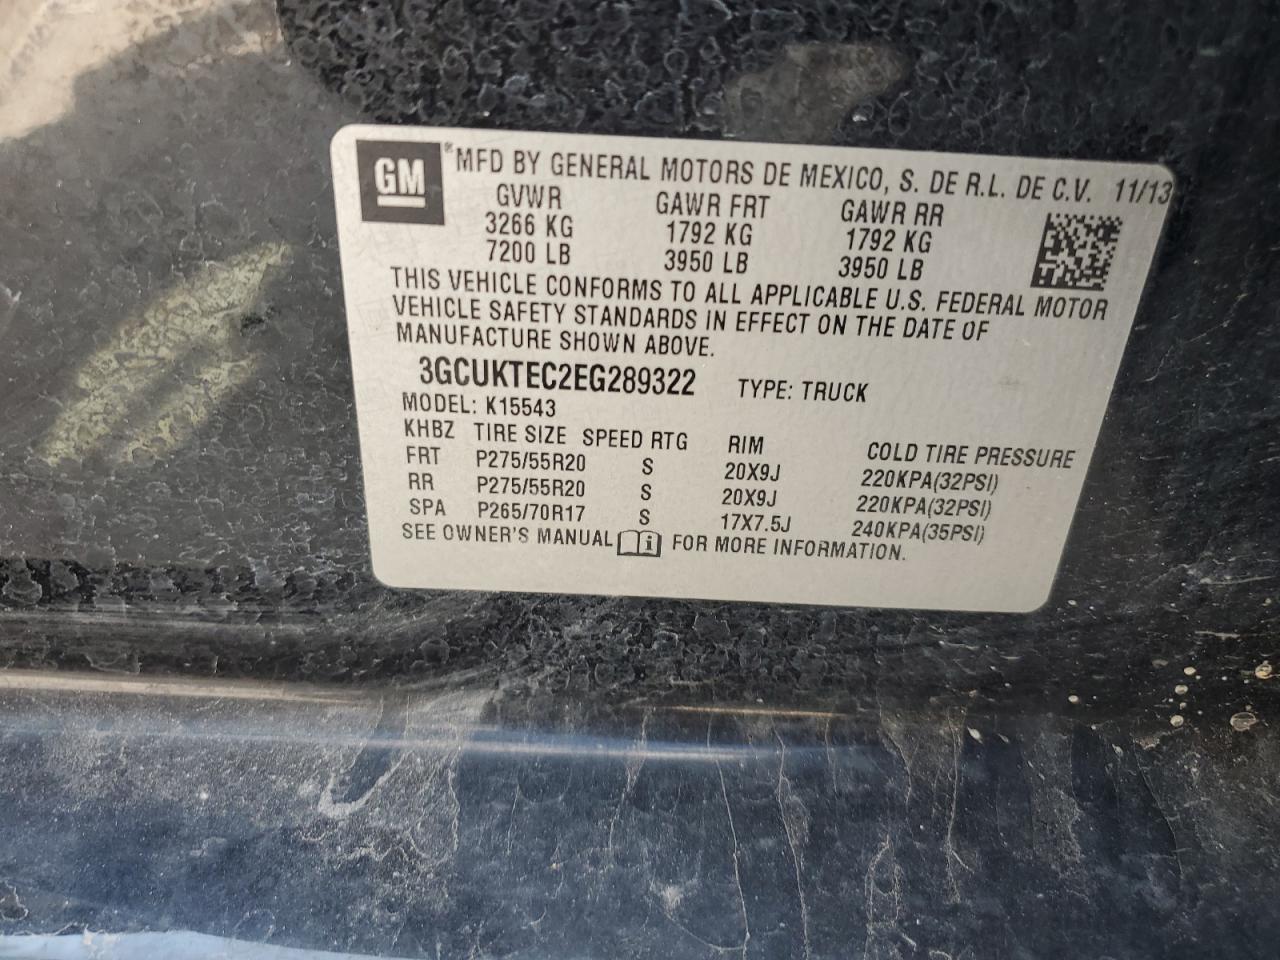 GM
® MFD BY GENERAL MOTORS DE MEXICO, S. DE R.L. DE C.V. 11/13
GVWR GAWR FRT GAWR RR
3266 KG 1792 KG 1792 KG
7200 LB 3950 LB 3950 LB
THIS VEHICLE CONFORMS TO ALL APPLICABLE U.S. FEDERAL MOTOR
VEHICLE SAFETY STANDARDS IN EFFECT ON THE DATE OF
MANUFACTURE SHOWN ABOVE.
3GCUKTEC2EG289322 TYPE: TRUCK
MODEL: K15543
KHBZ TIRE SIZE SPEED RTG RIM COLD TIRE PRESSURE
FRT P275/55R20 S 20X9J 220KPA(32PSI)
RR P275/55R20 S 20X9J 220KPA(32PSI)
SPA P265/70R17 S 17X7.5J 240KPA(35PSI)
SEE OWNER'S MANUAL i FOR MORE INFORMATION.